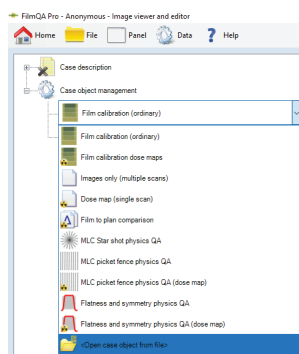 FilmQA Pro - Anonymous - Image viewer and editor
Home File Panel Data ? Help
Case description
Case object management
Film calibration (ordinary)
Film calibration (ordinary)
Film calibration dose maps
Images only (multiple scans)
Dose map (single scan)
Film to plan comparison
MLC Star shot physics QA
MLC picket fence physics QA
MLC picket fence physics QA (dose map)
Flatness and symmetry physics QA
Flatness and symmetry physics QA (dose map)
<Open case object from file>